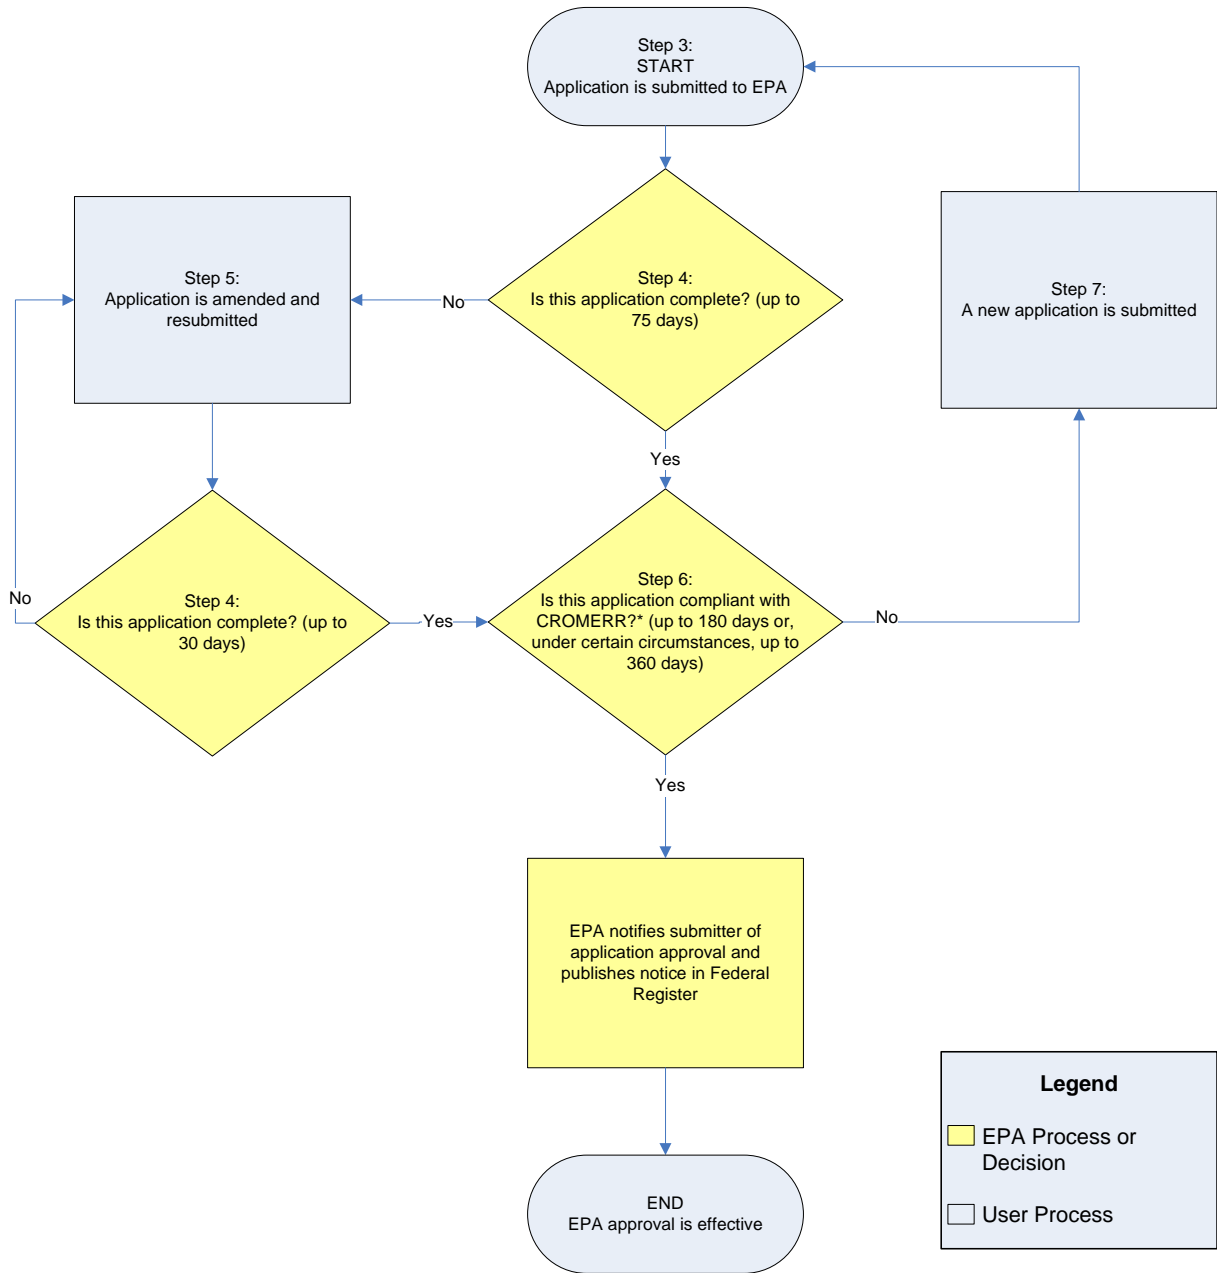 Step 3:
START
Application is submitted to EPA
Step 5:
Application is amended and
resubmitted
No
Step 4:
Is this application complete? (up to
75 days)
Step 7:
A new application is submitted
Yes
No
Step 4:
Is this application complete? (up to
30 days)
Yes
Step 6:
Is this application compliant with
CROMERR?* (up to 180 days or,
under certain circumstances, up to
360 days)
No
Yes
EPA notifies submitter of
application approval and
publishes notice in Federal
Register
END
EPA approval is effective
Legend
EPA Process or
Decision
User Process